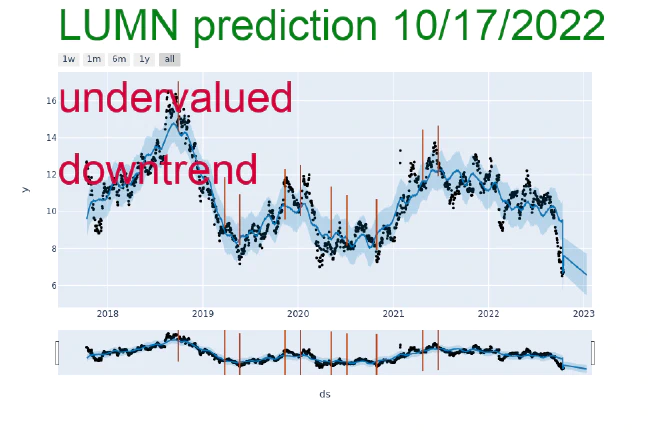 LUMN prediction 10/17/2022
1w 1m 6m 1y all
undervalued
downtrend
16
14
12
10
8
6
y
2018 2019 2020 2021 2022 2023
ds